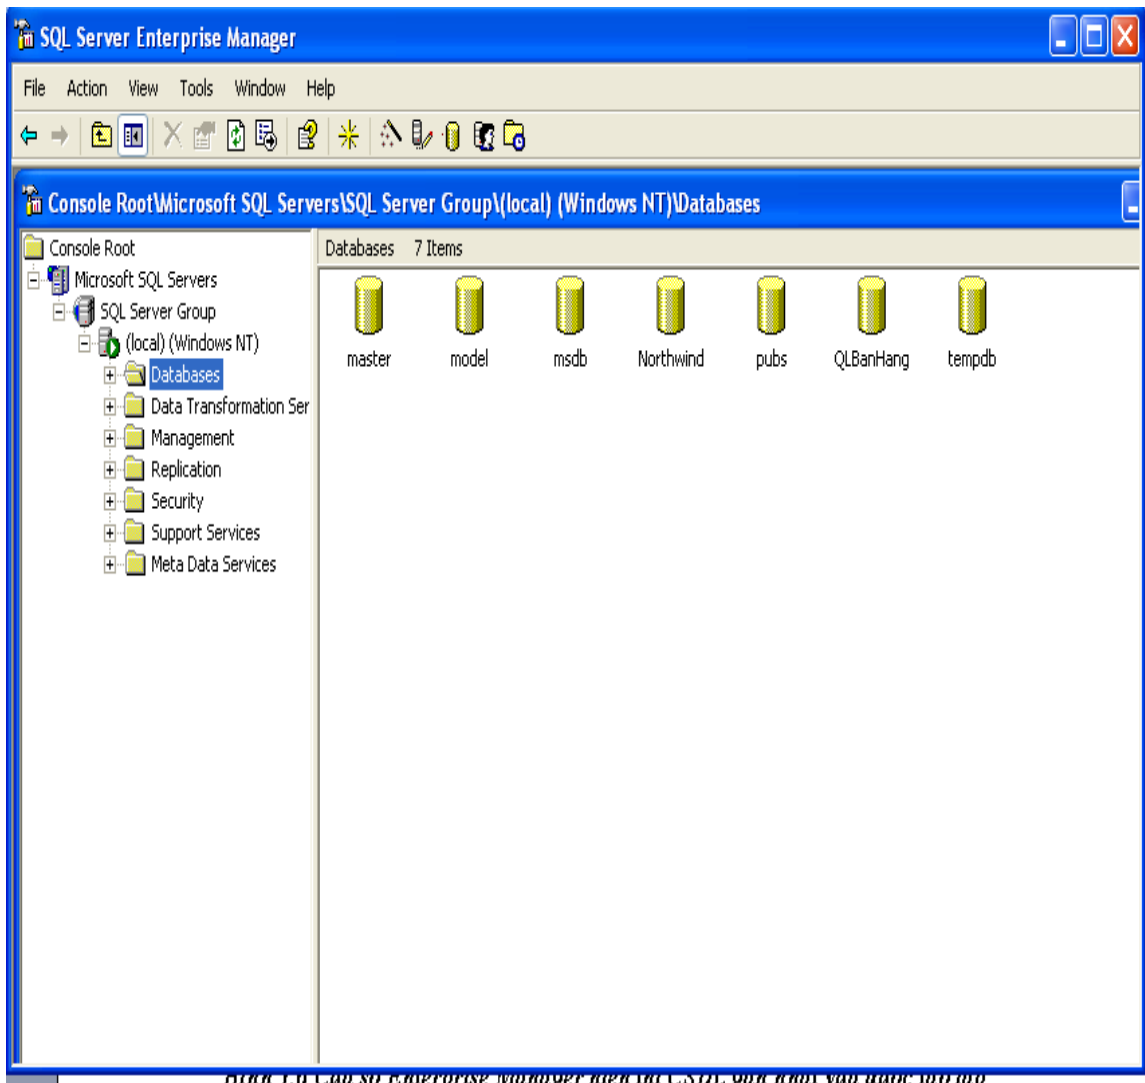 SQL Server Enterprise Manager
File Action View Tools Window Help
Console Root\Microsoft SQL Servers\SQL Server Group\(local) (Windows NT)\Databases
Console Root
Microsoft SQL Servers
SQL Server Group
(local) (Windows NT)
Databases
Data Transformation Ser
Management
Replication
Security
Support Services
Meta Data Services
Databases 7 Items
master model msdb Northwind pubs QLBanHang tempdb
Enterprise Manager